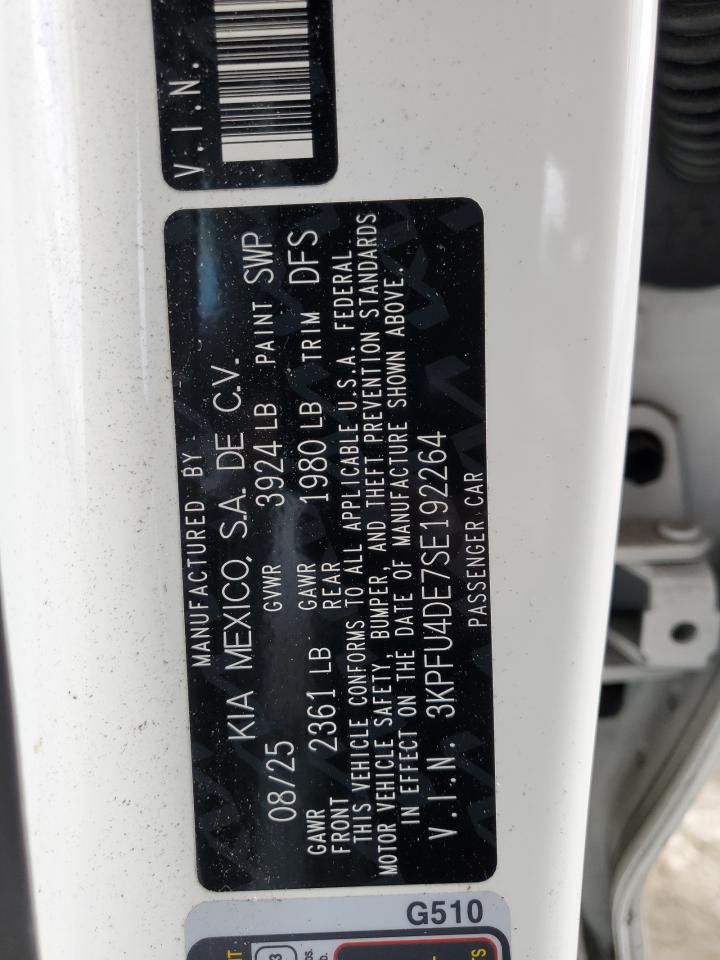 V.I.N.
MANUFACTURED BY
KIA MEXICO, S.A. DE C.V.
08/25 GVWR 3924 LB PAINT SWP
GAWR FRONT 2361 LB GAWR REAR 1980 LB TRIM DFS
THIS VEHICLE CONFORMS TO ALL APPLICABLE U.S.A. FEDERAL
MOTOR VEHICLE SAFETY, BUMPER, AND THEFT PREVENTION STANDARDS
IN EFFECT ON THE DATE OF MANUFACTURE SHOWN ABOVE.
V.I.N. 3KPFU4DE7SE192264
PASSENGER CAR
G510